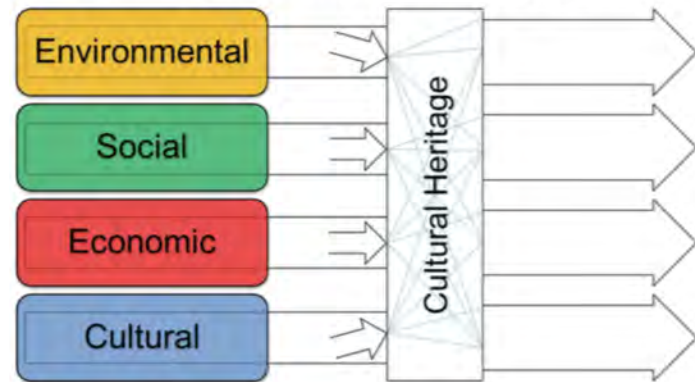 Environmental
Social
Economic
Cultural
Cultural Heritage